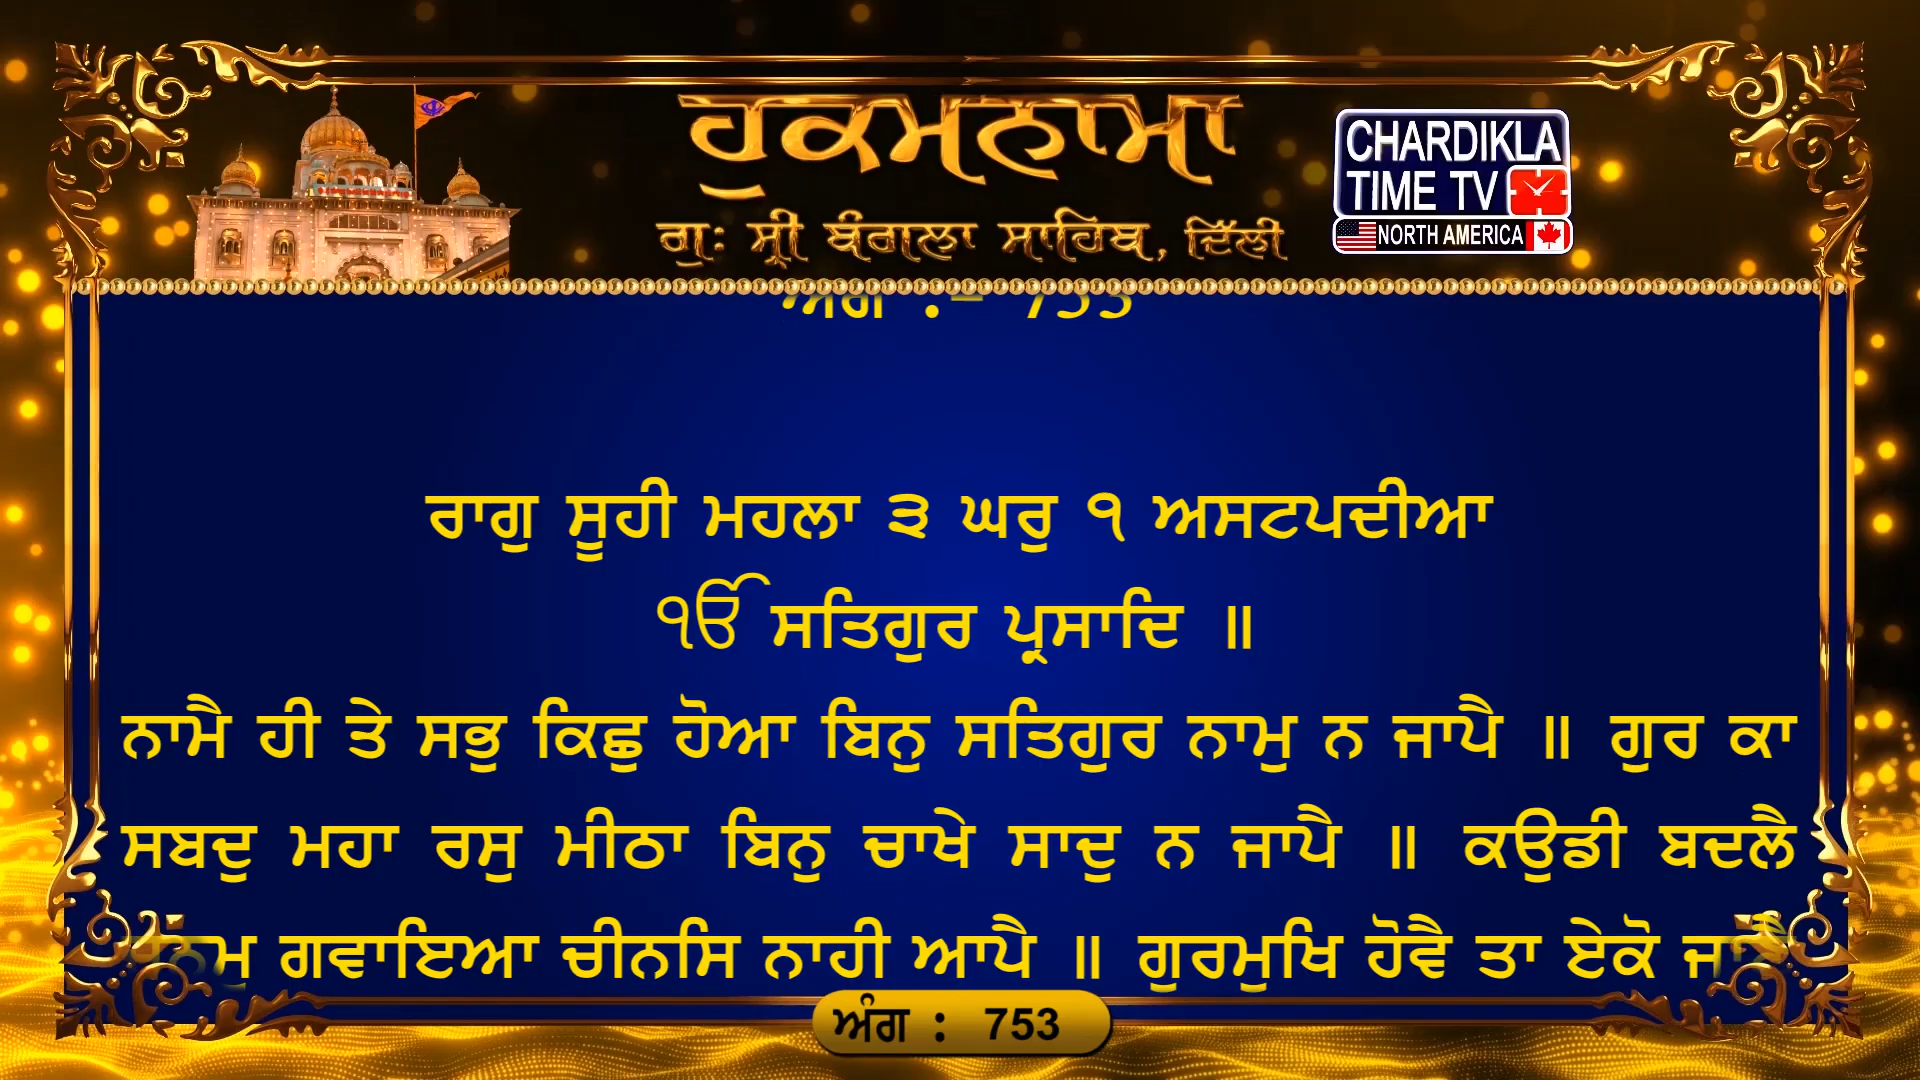 ਹੁਕਮਨਾਮਾ
ਗੁਃ ਸ੍ਰੀ ਬੰਗਲਾ ਸਾਹਿਬ, ਦਿੱਲੀ
CHARDIKLA
TIME TV
NORTH AMERICA
ਅੰਗ :- 753
ਰਾਗੁ ਸੂਹੀ ਮਹਲਾ ੩ ਘਰੁ ੧ ਅਸਟਪਦੀਆ
ੴ ਸਤਿਗੁਰ ਪ੍ਰਸਾਦਿ ॥
ਨਾਮੈ ਹੀ ਤੇ ਸਭੁ ਕਿਛੁ ਹੋਆ ਬਿਨੁ ਸਤਿਗੁਰ ਨਾਮੁ ਨ ਜਾਪੈ ॥ ਗੁਰ ਕਾ
ਸਬਦੁ ਮਹਾ ਰਸੁ ਮੀਠਾ ਬਿਨੁ ਚਾਖੇ ਸਾਦੁ ਨ ਜਾਪੈ ॥ ਕਉਡੀ ਬਦਲੈ
ਗਵਾਇਆ ਚੀਨਸਿ ਨਾਹੀ ਆਪੈ ॥ ਗੁਰਮੁਖਿ ਹੋਵੈ ਤਾ ਏਕੋ
ਅੰਗ : 753